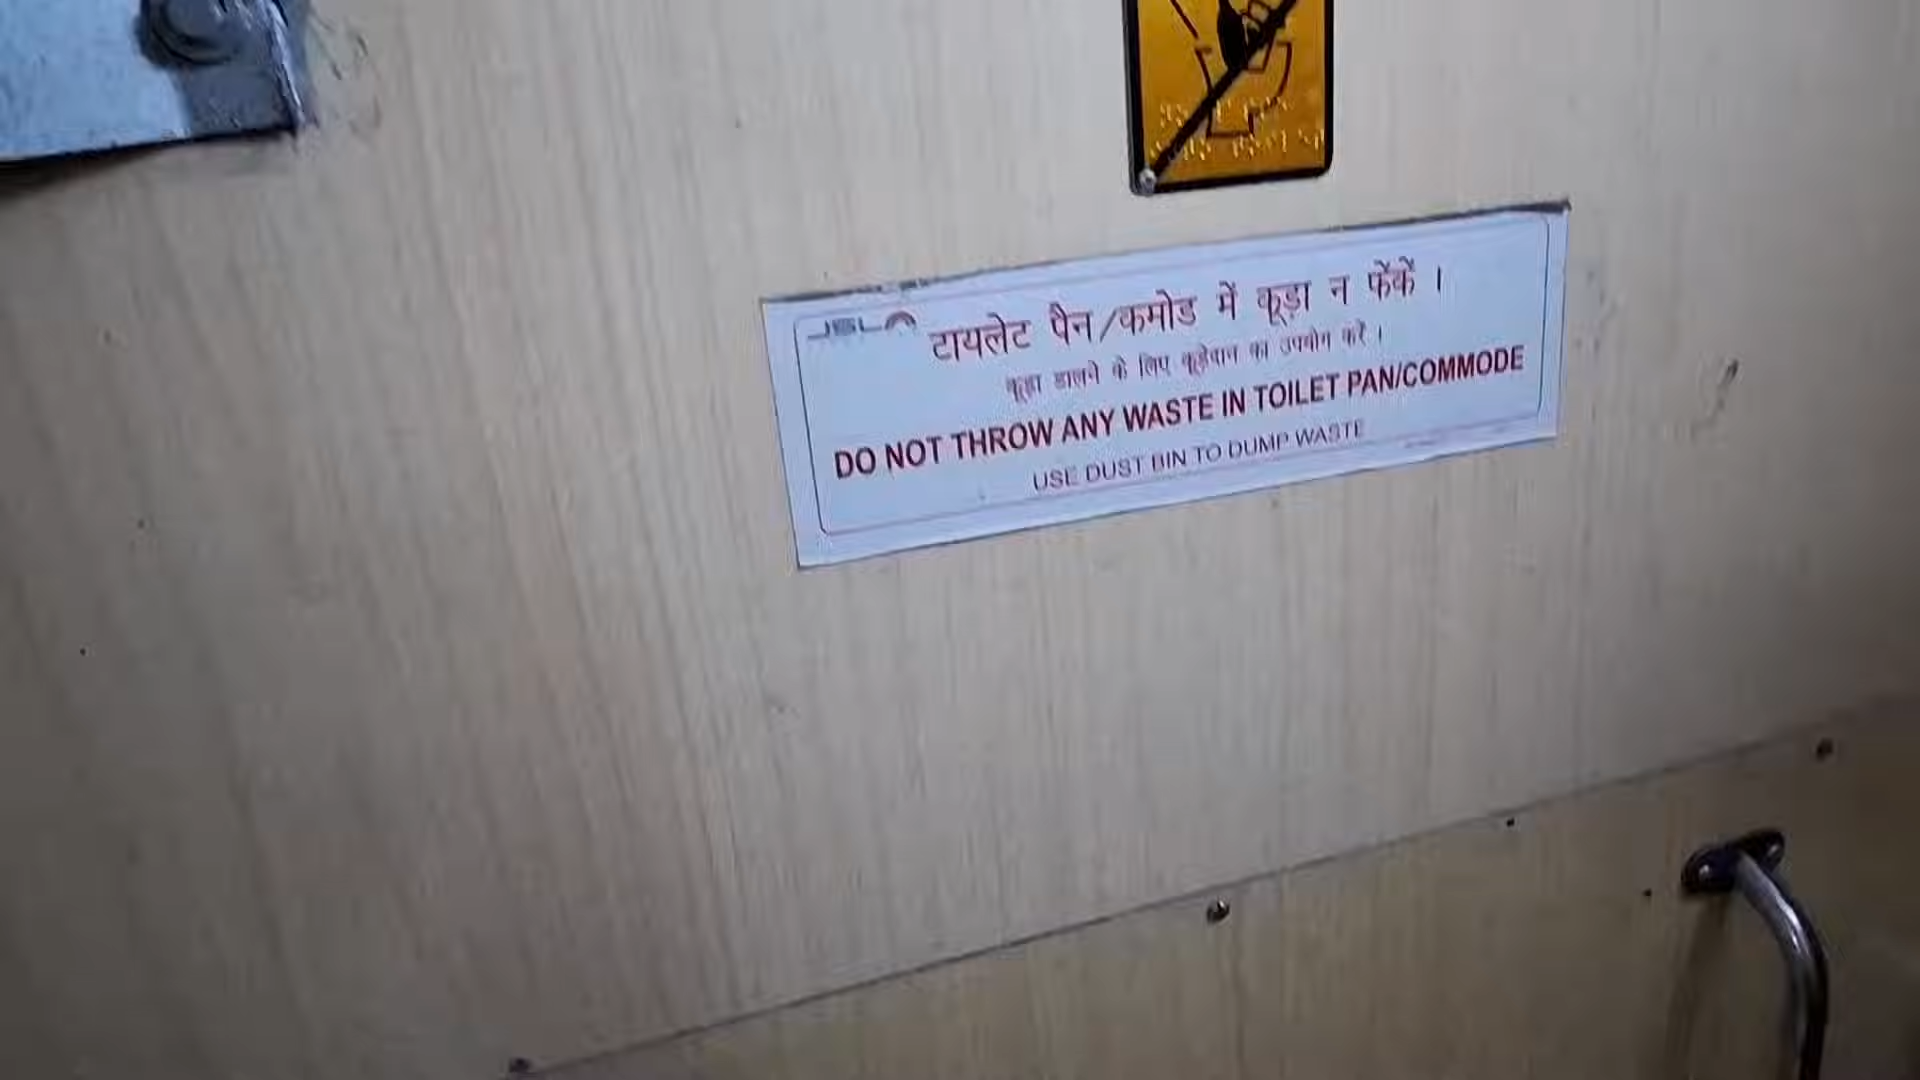 JSL
टायलेट पैन/कमोड में कूड़ा न फेंकें ।
कूड़ा डालने के लिए कूड़ेदान का उपयोग करें ।
DO NOT THROW ANY WASTE IN TOILET PAN/COMMODE
USE DUST BIN TO DUMP WASTE